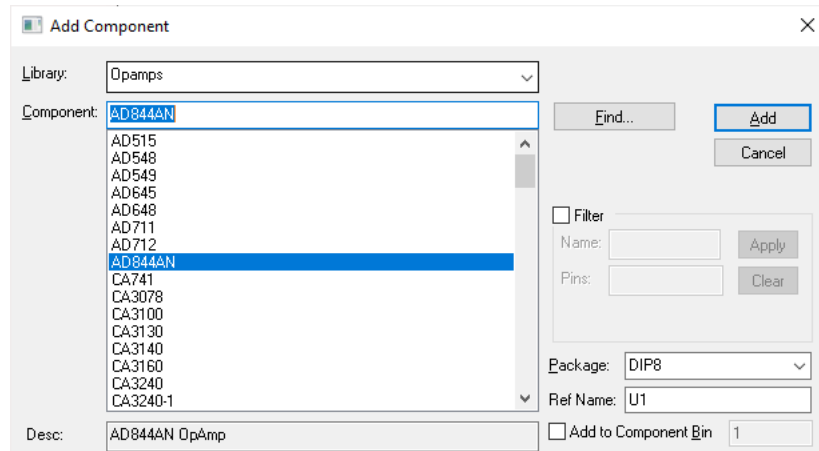 Add Component
Library: Opamps
Component: AD844AN
Find... Add
Cancel
AD515
AD548
AD549
AD645
AD648
AD711
AD712
AD844AN
CA741
CA3078
CA3100
CA3130
CA3140
CA3160
CA3240
CA3240-1
Filter
Name: Apply
Pins: Clear
Package: DIP8
Ref Name: U1
Desc: AD844AN OpAmp
Add to Component Bin 1